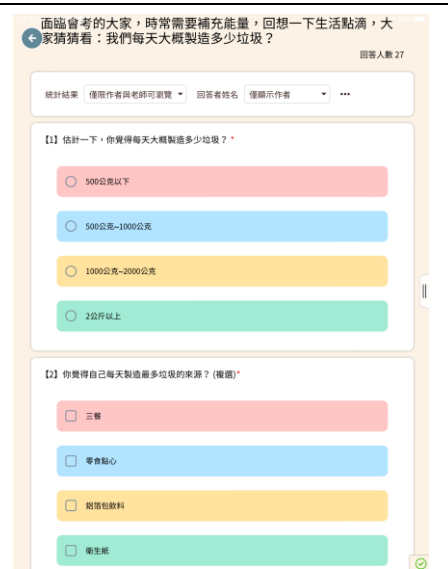 面臨會考的大家，時常需要補充能量，回想一下生活點滴，大
家猜猜看：我們每天大概製造多少垃圾？
回答人數 27
統計結果 僅限作者與老師可瀏覽 回答者姓名 僅顯示作者
【1】估計一下，你覺得每天大概製造多少垃圾？ *
500公克以下
500公克~1000公克
1000公克~2000公克
2公斤以上
【2】你覺得自己每天製造最多垃圾的來源？ (複選)*
三餐
零食點心
鋁箔包飲料
衛生紙